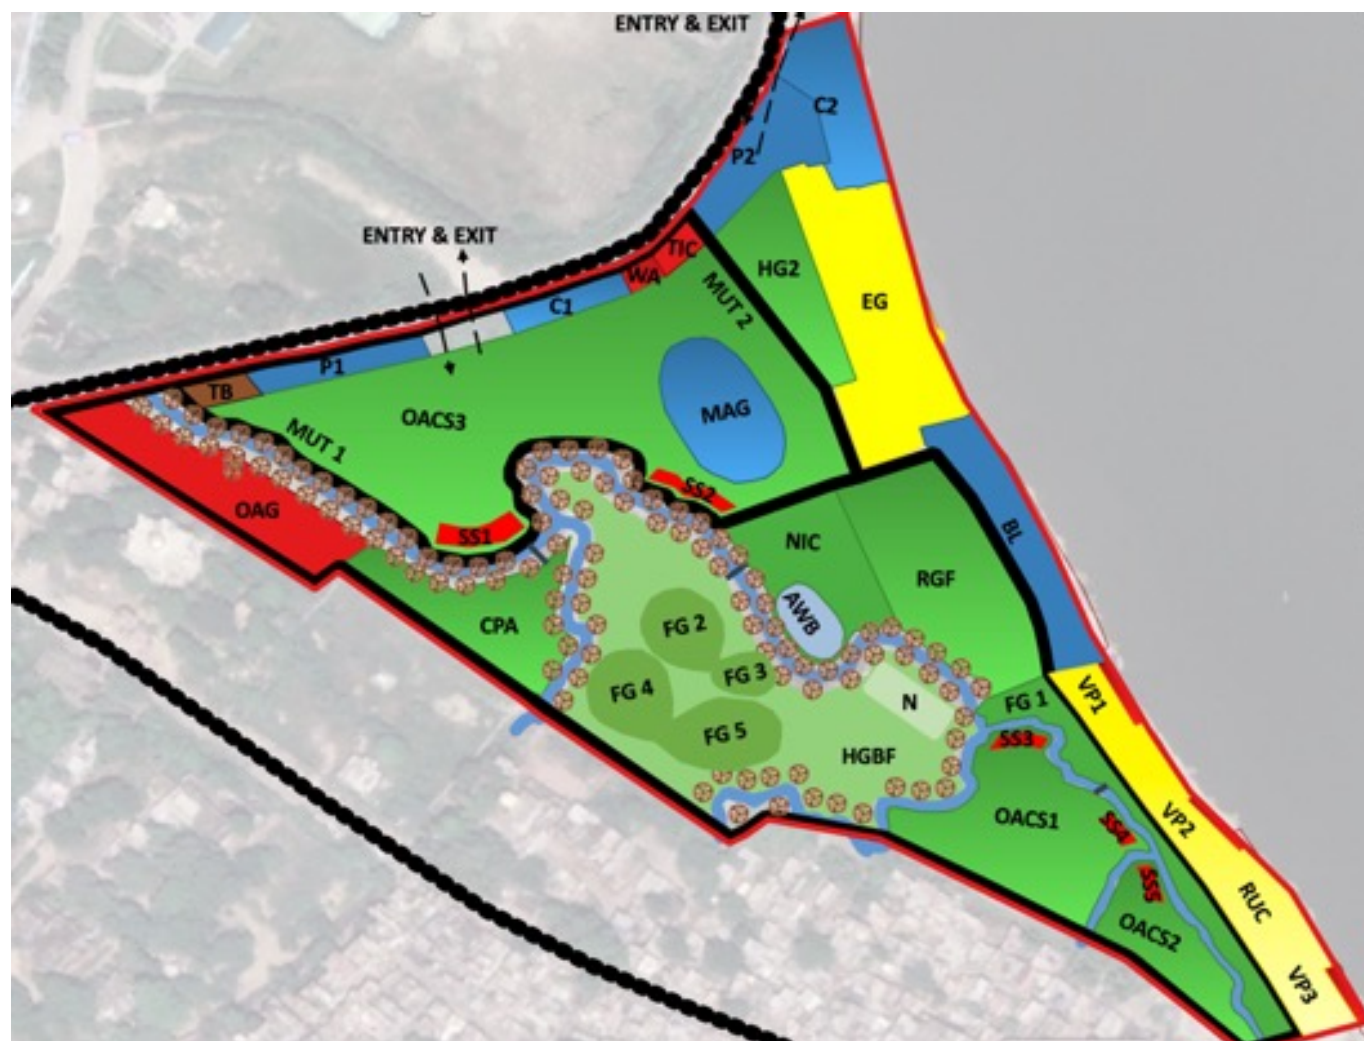 ENTRY & EXIT
C2
P2
ENTRY & EXIT
TIC
WA
HG2
MUT 2
EG
C1
P1
TB
MAG
OACS3
MUT 1
SS2
OAG
SS1
NIC
BL
RGF
AWB
CPA
FG 2
FG 3
FG 4
N
FG 1
VP1
FG 5
SS3
HGBF
OACS1
SS4
VP2
SS5
RUC
OACS2
VP3